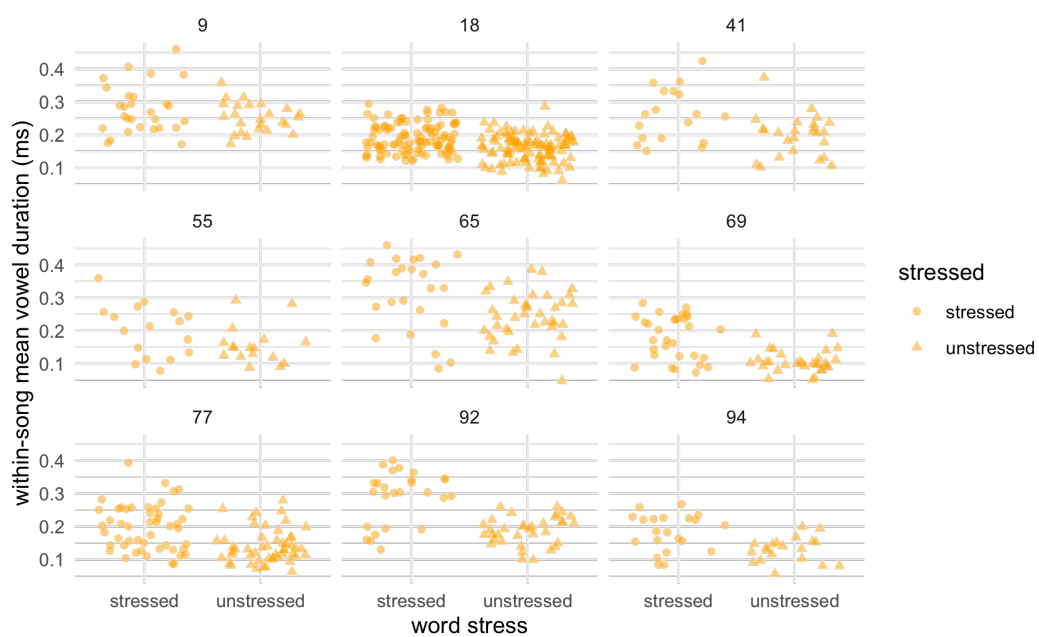 9
18
41
0.4
0.3
0.2
0.1
55
65
69
0.4
0.3
0.2
0.1
77
92
94
0.4
0.3
0.2
0.1
stressed unstressed
stressed unstressed
stressed unstressed
word stress
within-song mean vowel duration (ms)
stressed
stressed
unstressed